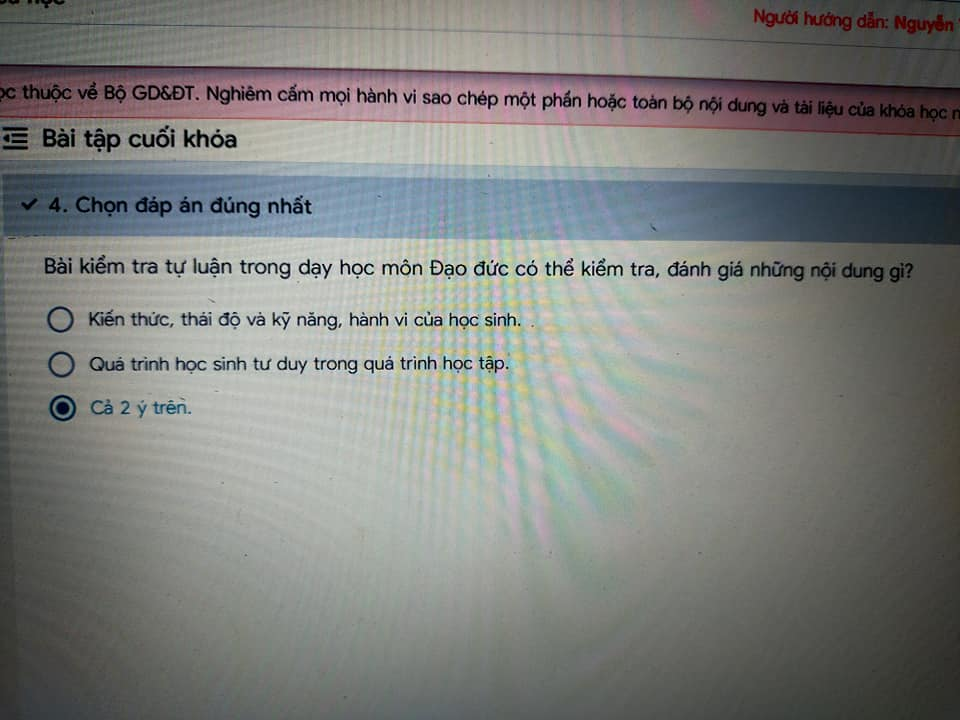 học
Người hướng dẫn: Nguyễn
thuộc về Bộ GD&ĐT. Nghiêm cấm mọi hành vi sao chép một phần hoặc toàn bộ nội dung và tài liệu của khóa học
Bài tập cuối khóa
4. Chọn đáp án đúng nhất
Bài kiểm tra tự luận trong dạy học môn Đạo đức có thể kiểm tra, đánh giá những nội dung gì?
Kiến thức, thái độ và kỹ năng, hành vi của học sinh.
Quá trình học sinh tư duy trong quá trình học tập.
Cả 2 ý trên.